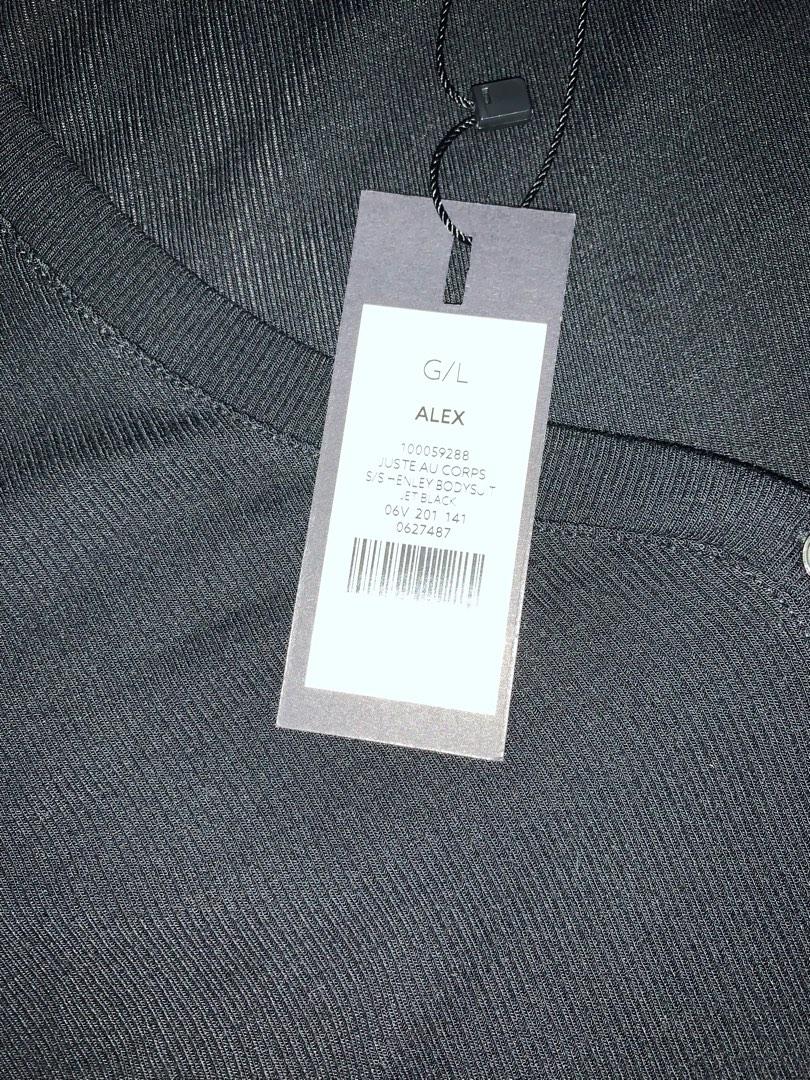 G/L
ALEX
100059288
JUSTE AU CORPS
S/S HENLEY BODYSUIT
JET BLACK
06V 201 141
0627487